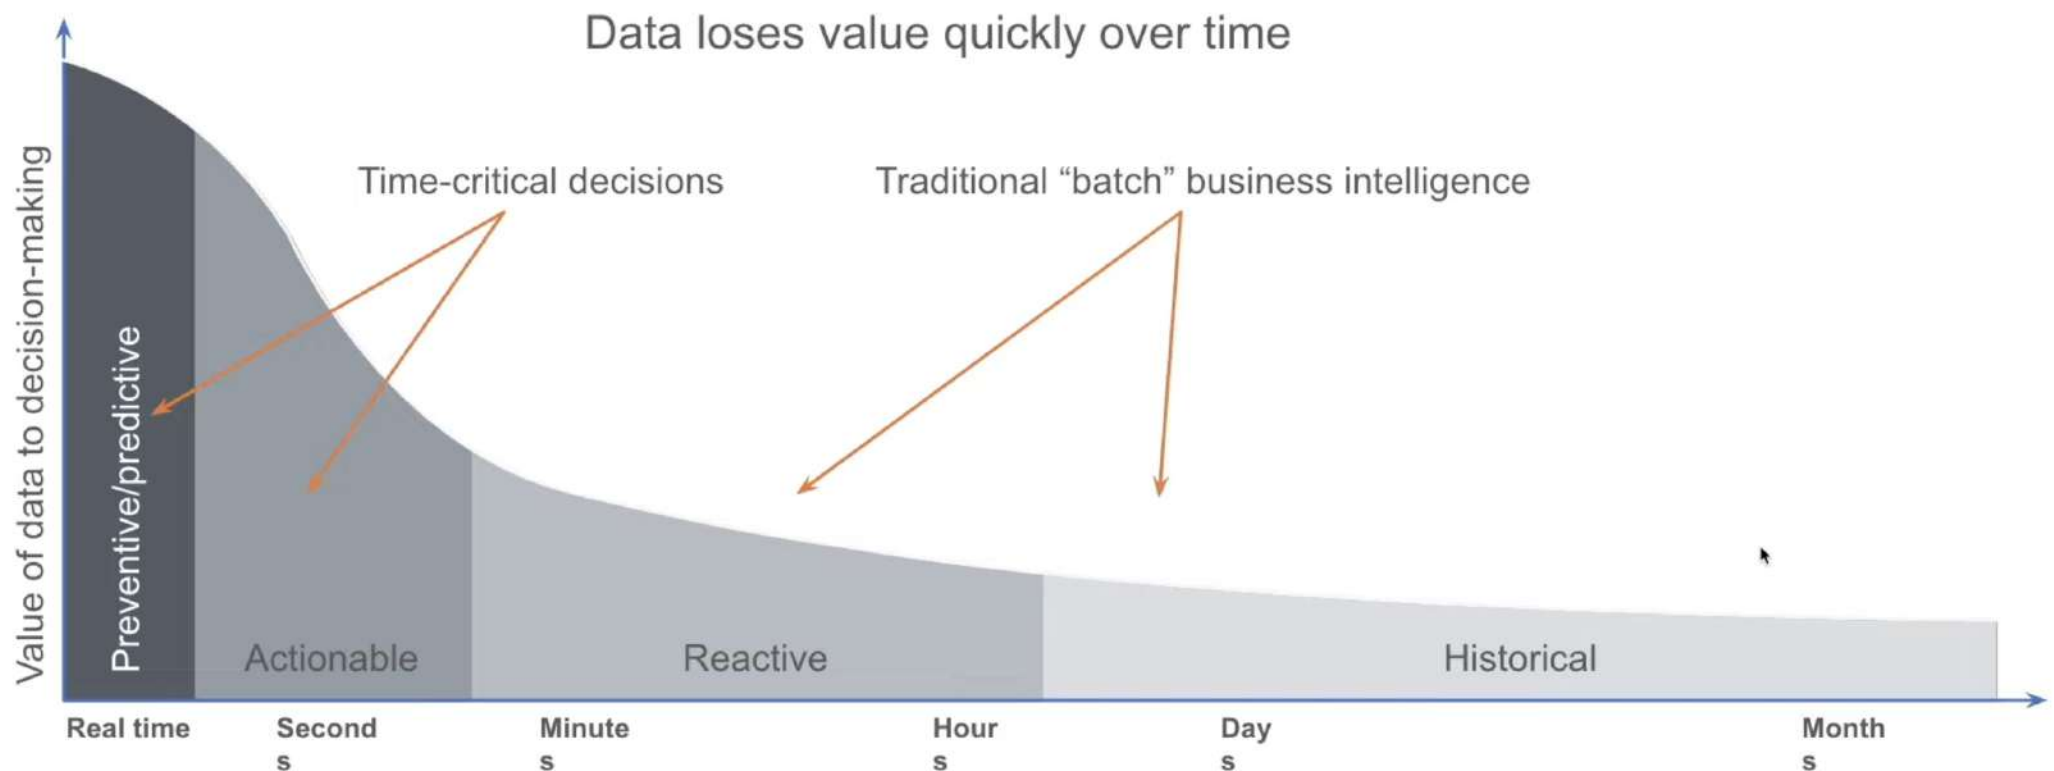 Data loses value quickly over time
Value of data to decision-making
Time-critical decisions
Traditional “batch” business intelligence
Preventive/predictive
Actionable
Reactive
Historical
Real time
Second
s
Minute
s
Hour
s
Day
s
Month
s